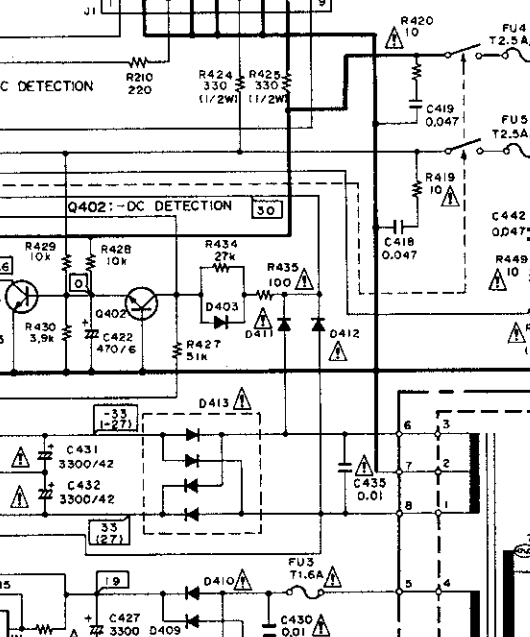 J1
1
9
R420
10
FU4
T2.5A
C DETECTION
R210
220
R424
330
(1/2W)
R425
330
(1/2W)
C419
0.047
FU5
T2.5A
R419
10
Q402:-DC DETECTION
30
C442
0.047
R429
10k
R428
10k
R434
27k
C418
0.047
R449
10
R435
100
0
Q402
D403
D411
D412
R430
3.9k
C422
470/6
R427
51k
D413
-33
(-27)
6
3
C431
3300/42
7
2
C435
0.01
C432
3300/42
8
1
33
(27)
FU3
T1.6A
19
D410
5
4
C427
3300
D409
C430
0.01